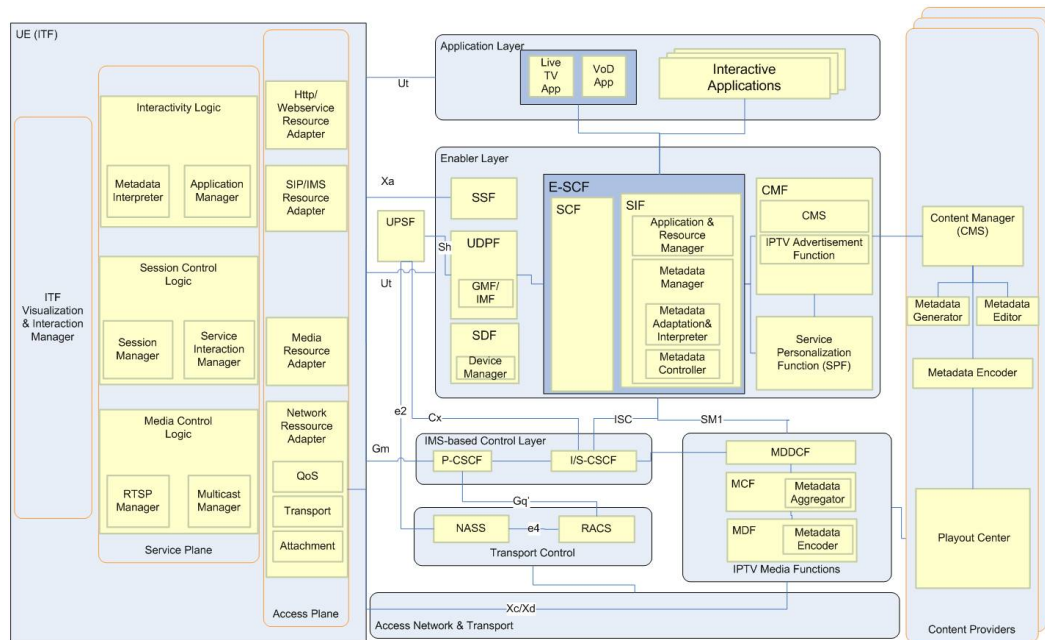 UE (ITF)
ITF
Visualization
& Interaction
Manager
Interactivity Logic
Metadata
Interpreter
Application
Manager
Session Control
Logic
Session
Manager
Service
Interaction
Manager
Media Control
Logic
RTSP
Manager
Multicast
Manager
Service Plane
Http/
Webservice
Resource
Adapter
SIP/IMS
Resource
Adapter
Media
Resource
Adapter
Network
Ressource
Adapter
QoS
Transport
Attachment
Access Plane
Ut
Xa
Ut
Gm
Application Layer
Live
TV
App
VoD
App
Interactive
Applications
Enabler Layer
UPSF
Sh
SSF
UDPF
GMF/
IMF
SDF
Device
Manager
E-SCF
SCF
SIF
Application &
Resource
Manager
Metadata
Manager
Metadata
Adaptation&
Interpreter
Metadata
Controller
CMF
CMS
IPTV Advertisement
Function
Service
Personalization
Function (SPF)
e2
Cx
ISC
SM1
IMS-based Control Layer
P-CSCF
I/S-CSCF
Gq'
NASS
e4
RACS
Transport Control
MDDCF
MCF
Metadata
Aggregator
MDF
Metadata
Encoder
IPTV Media Functions
Xc/Xd
Access Network & Transport
Content Manager
(CMS)
Metadata
Generator
Metadata
Editor
Metadata Encoder
Playout Center
Content Providers